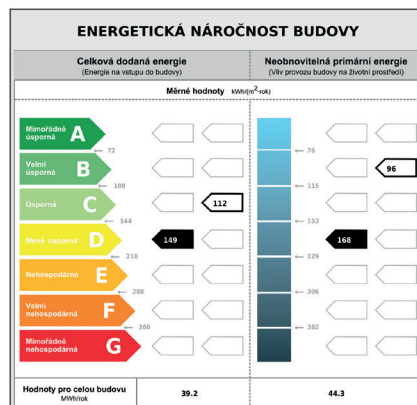 ENERGETICKÁ NÁROČNOST BUDOVY
Celková dodaná energie
(Energie na vstupu do budovy)
Neobnovitelná primární energie
(Vliv provozu budovy na životní prostředí)
Měrné hodnoty kWh/(m²·rok)
Mimořádně úsporná A
72
76
Velmi úsporná B
96
108
115
Úsporná C
112
144
153
Méně úsporná D
149
168
216
229
Nehospodárná E
288
306
Velmi nehospodárná F
360
382
Mimořádně nehospodárná G
Hodnoty pro celou budovu
MWh/rok
39.2
44.3